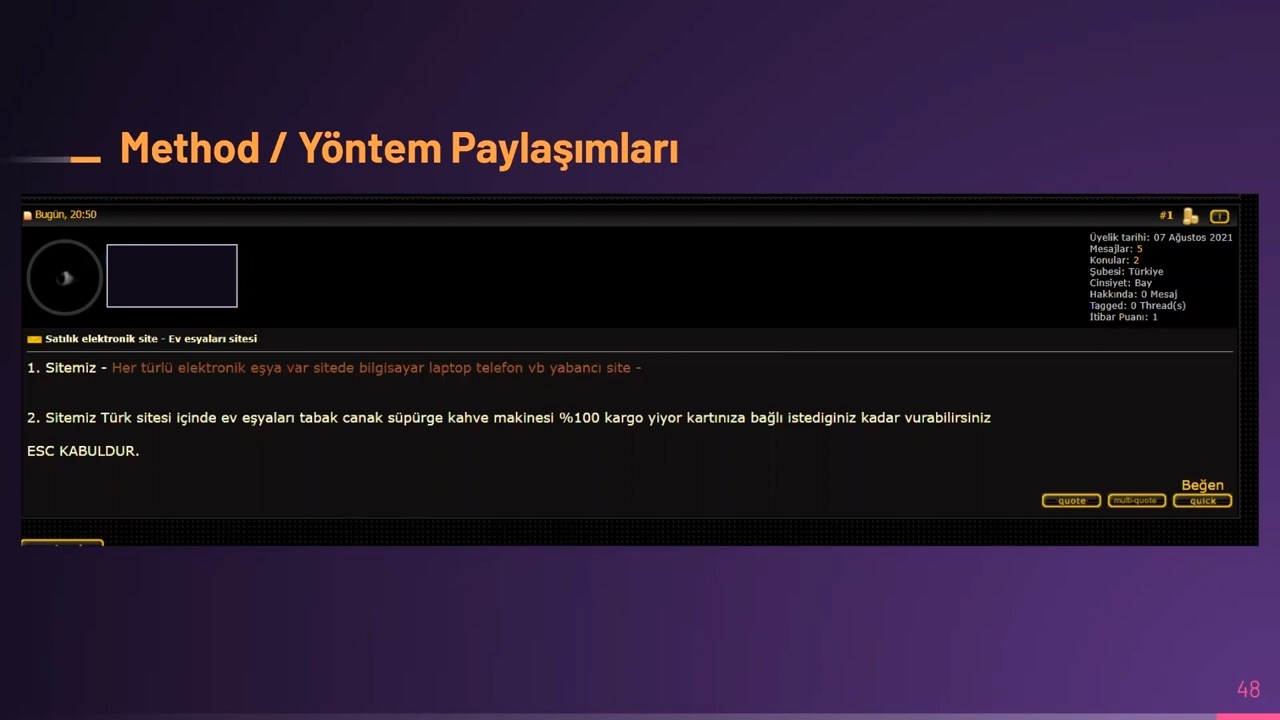 Method / Yöntem Paylaşımları
Bugün, 20:50
#1
Üyelik tarihi: 07 Ağustos 2021
Mesajlar: 5
Konular: 2
Şubesi: Türkiye
Cinsiyet: Bay
Hakkında: 0 Mesaj
Tagged: 0 Thread(s)
İtibar Puanı: 1
Satılık elektronik site - Ev esyaları sitesi
1. Sitemiz - Her türlü elektronik eşya var sitede bilgisayar laptop telefon vb yabancı site -
2. Sitemiz Türk sitesi içinde ev eşyaları tabak canak süpürge kahve makinesi %100 kargo yiyor kartınıza bağlı istediginiz kadar vurabilirsiniz
ESC KABULDUR.
Beğen
quote multi-quote quick
48